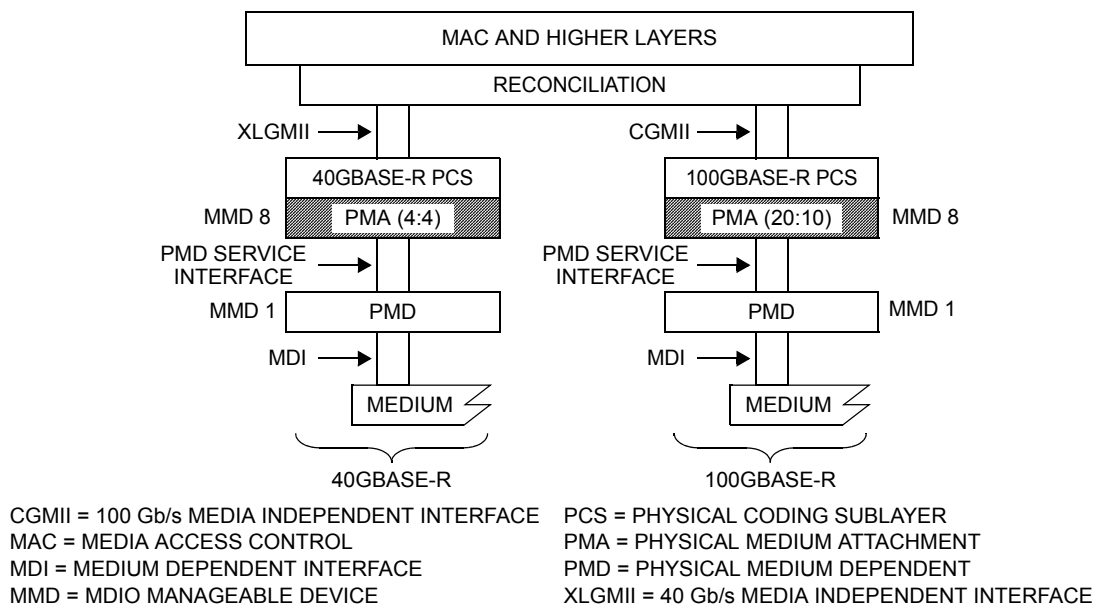 MAC AND HIGHER LAYERS
RECONCILIATION
XLGMII
CGMII
40GBASE-R PCS
100GBASE-R PCS
MMD 8
PMA (4:4)
PMA (20:10)
MMD 8
PMD SERVICE
INTERFACE
PMD SERVICE
INTERFACE
MMD 1
PMD
PMD
MMD 1
MDI
MDI
MEDIUM
MEDIUM
40GBASE-R
100GBASE-R
CGMII = 100 Gb/s MEDIA INDEPENDENT INTERFACE
MAC = MEDIA ACCESS CONTROL
MDI = MEDIUM DEPENDENT INTERFACE
MMD = MDIO MANAGEABLE DEVICE
PCS = PHYSICAL CODING SUBLAYER
PMA = PHYSICAL MEDIUM ATTACHMENT
PMD = PHYSICAL MEDIUM DEPENDENT
XLGMII = 40 Gb/s MEDIA INDEPENDENT INTERFACE